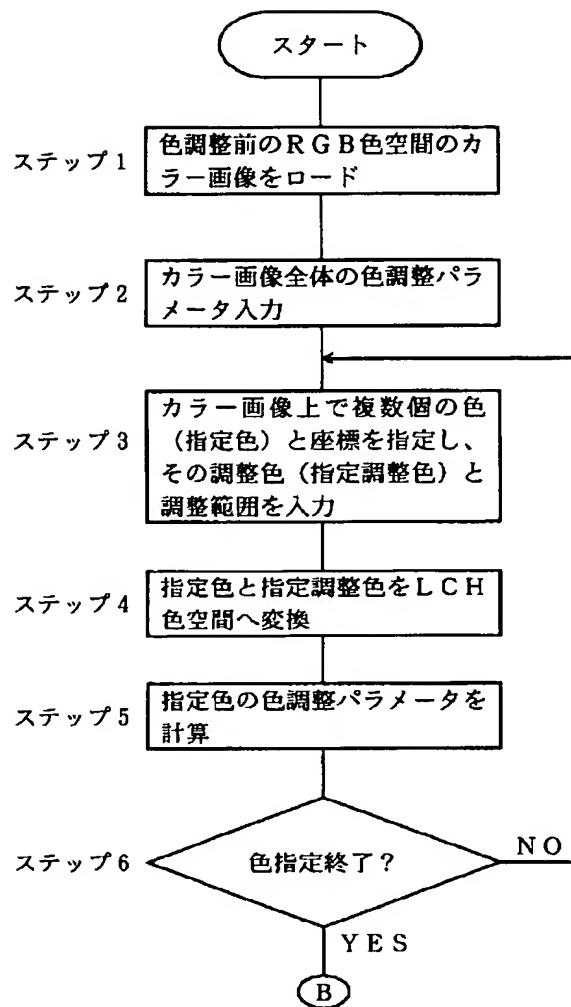 スタート
ステップ1
色調整前のRGB色空間のカ
ラー画像をロード
ステップ2
カラー画像全体の色調整パラ
メータ入力
ステップ3
カラー画像上で複数個の色
(指定色)と座標を指定し、
その調整色(指定調整色)と
調整範囲を入力
ステップ4
指定色と指定調整色をLCH
色空間へ変換
ステップ5
指定色の色調整パラメータを
計算
ステップ6
色指定終了?
NO
YES
B